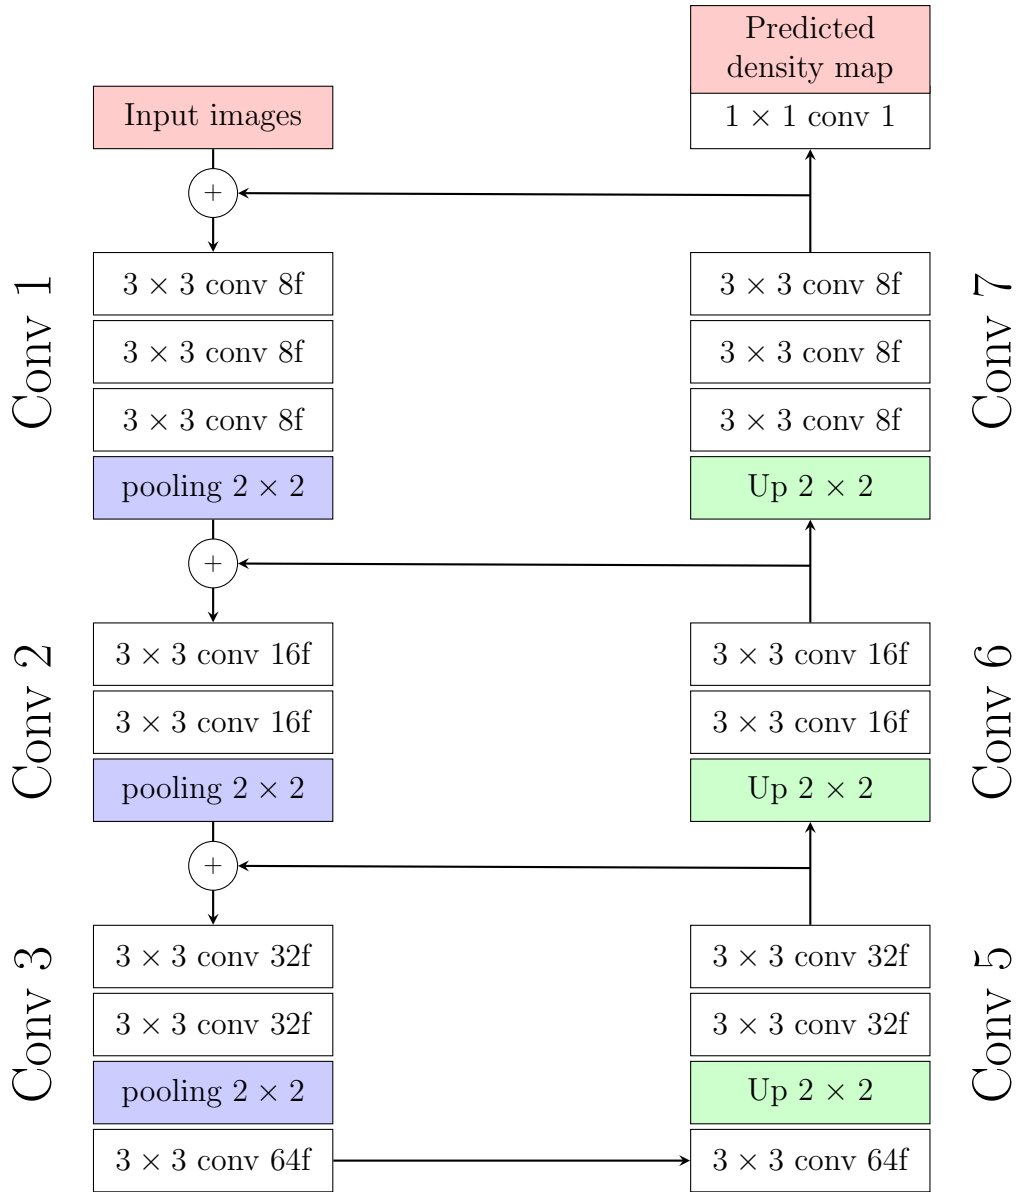 Input images
+
Conv 1
3 × 3 conv 8f
3 × 3 conv 8f
3 × 3 conv 8f
pooling 2 × 2
+
Conv 2
3 × 3 conv 16f
3 × 3 conv 16f
pooling 2 × 2
+
Conv 3
3 × 3 conv 32f
3 × 3 conv 32f
pooling 2 × 2
3 × 3 conv 64f
Predicted
density map
1 × 1 conv 1
3 × 3 conv 8f
3 × 3 conv 8f
3 × 3 conv 8f
Up 2 × 2
Conv 7
3 × 3 conv 16f
3 × 3 conv 16f
Up 2 × 2
Conv 6
3 × 3 conv 32f
3 × 3 conv 32f
Up 2 × 2
3 × 3 conv 64f
Conv 5